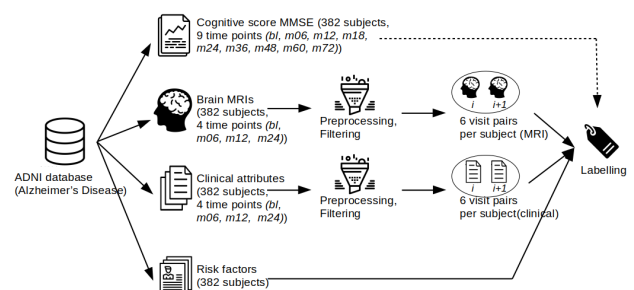 Cognitive score MMSE (382 subjects,
9 time points (bl, m06, m12, m18,
m24, m36, m48, m60, m72))
Brain MRIs
(382 subjects,
4 time points (bl,
m06, m12, m24))
Preprocessing,
Filtering
i i+1
6 visit pairs
per subject (MRI)
ADNI database
(Alzheimer's Disease)
Clinical attributes
(382 subjects,
4 time points (bl,
m06, m12, m24))
Preprocessing,
Filtering
i i+1
6 visit pairs
per subject(clinical)
Labelling
Risk factors
(382 subjects)